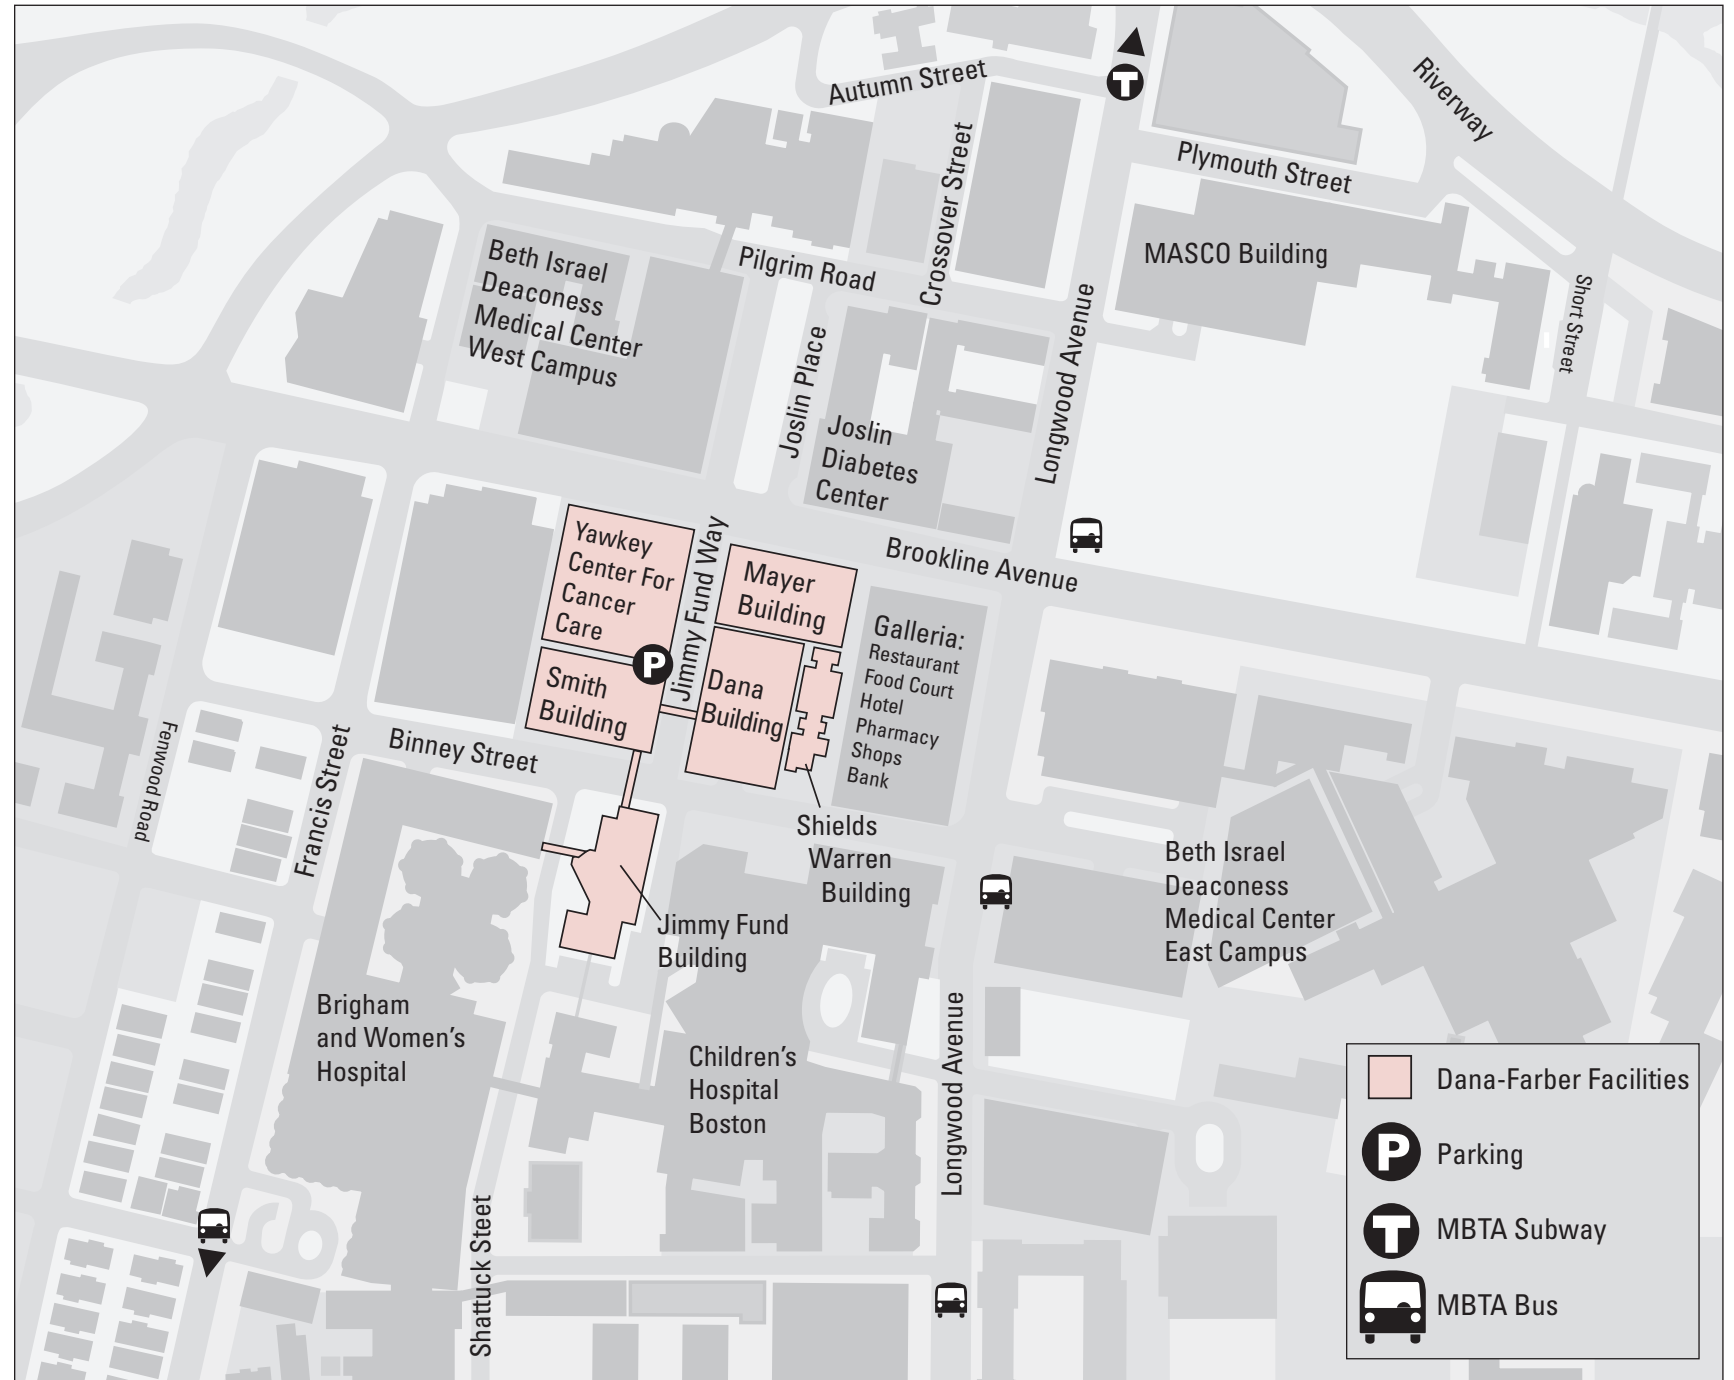 Autumn Street
T
Riverway
Crossover Street
Plymouth Street
MASCO Building
Beth Israel
Deaconess
Medical Center
West Campus
Pilgrim Road
Short Street
Longwood Avenue
Joslin Place
Joslin
Diabetes
Center
Brookline Avenue
Yawkey
Center For
Cancer
Care
Jimmy Fund Way
Mayer
Building
Galleria:
Restaurant
Food Court
Hotel
Pharmacy
Shops
Bank
P
Smith
Building
Dana
Building
Fenwood Road
Francis Street
Binney Street
Shields
Warren
Building
Jimmy Fund
Building
Beth Israel
Deaconess
Medical Center
East Campus
Brigham
and Women's
Hospital
Children's
Hospital
Boston
Longwood Avenue
Shattuck Steet
Dana-Farber Facilities
P
Parking
T
MBTA Subway
MBTA Bus